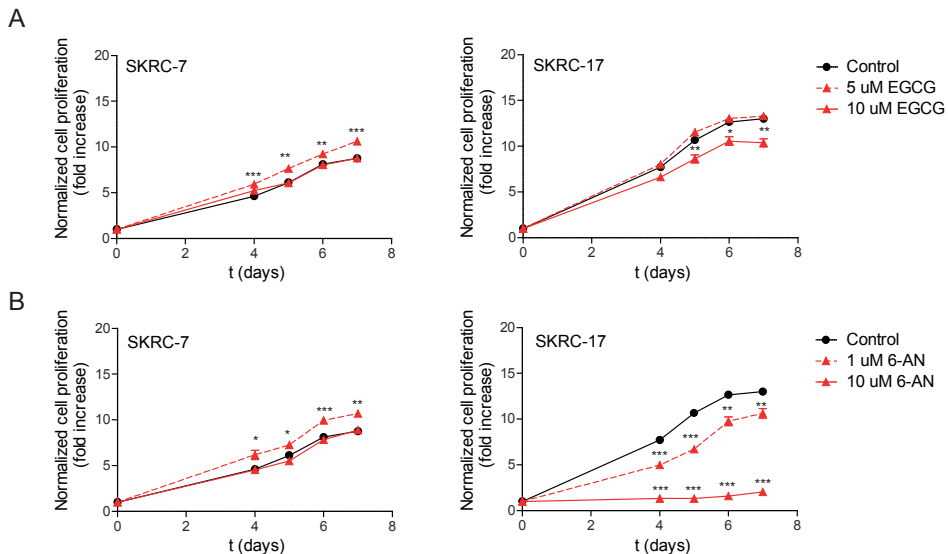 A
SKRC-7
Normalized cell proliferation
(fold increase)
20
15
10
5
0
*** ** ** ***
0 2 4 6 8
t (days)
SKRC-17
Normalized cell proliferation
(fold increase)
20
15
10
5
0
** * **
0 2 4 6 8
t (days)
Control
5 uM EGCG
10 uM EGCG
B
SKRC-7
Normalized cell proliferation
(fold increase)
20
15
10
5
0
* * *** **
0 2 4 6 8
t (days)
SKRC-17
Normalized cell proliferation
(fold increase)
20
15
10
5
0
*** *** ** **
*** *** *** ***
0 2 4 6 8
t (days)
Control
1 uM 6-AN
10 uM 6-AN